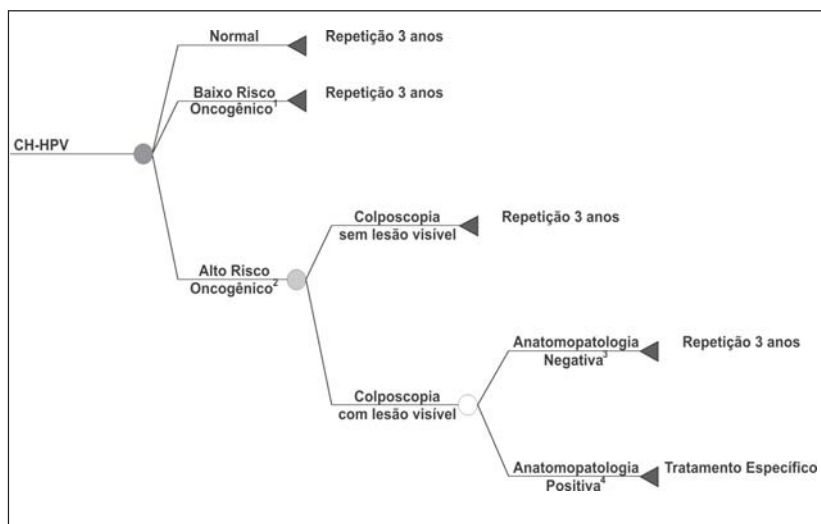 Normal
Repetição 3 anos
Baixo Risco
Oncogênico¹
Repetição 3 anos
CH-HPV
Colposcopia
sem lesão visível
Repetição 3 anos
Alto Risco
Oncogênico²
Anatomopatologia
Negativa³
Repetição 3 anos
Colposcopia
com lesão visível
Anatomopatologia
Positiva⁴
Tratamento Específico